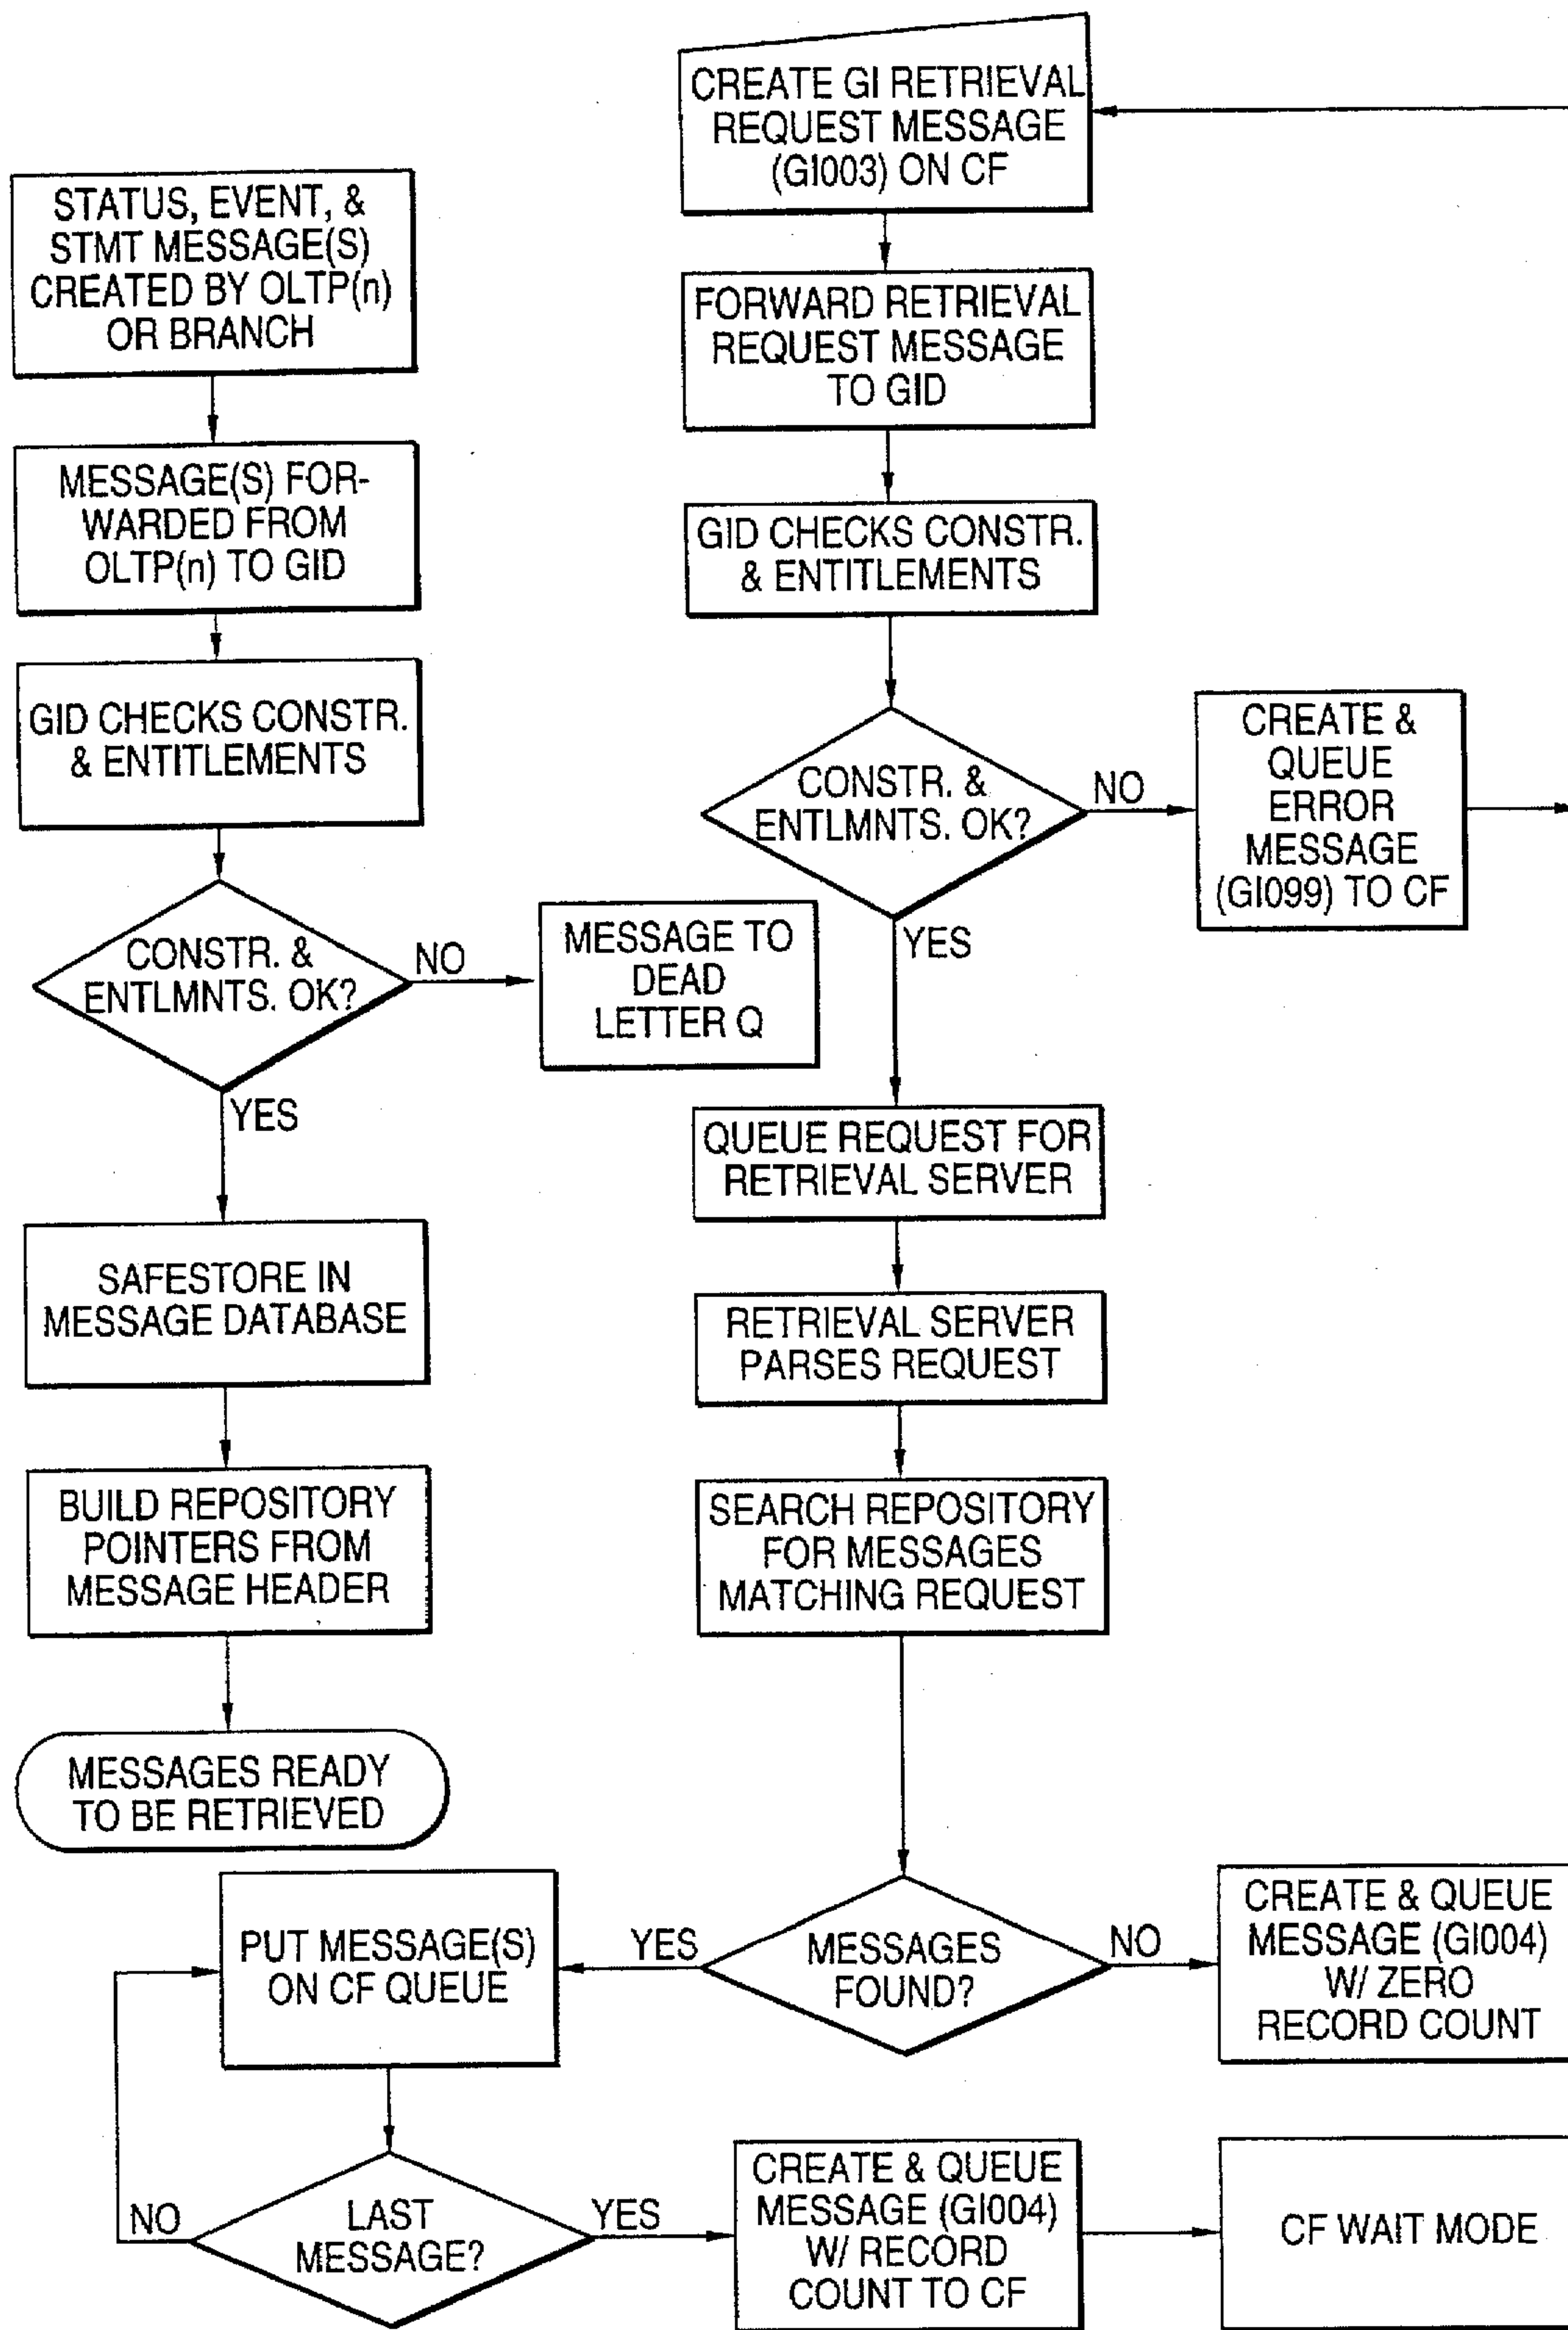 STATUS, EVENT, &
STMT MESSAGE(S)
CREATED BY OLTP(n)
OR BRANCH
MESSAGE(S) FOR-
WARDED FROM
OLTP(n) TO GID
GID CHECKS CONSTR.
& ENTITLEMENTS
CONSTR. &
ENTLMNTS. OK?
NO
MESSAGE TO
DEAD
LETTER Q
YES
SAFESTORE IN
MESSAGE DATABASE
BUILD REPOSITORY
POINTERS FROM
MESSAGE HEADER
MESSAGES READY
TO BE RETRIEVED
CREATE GI RETRIEVAL
REQUEST MESSAGE
(GI003) ON CF
FORWARD RETRIEVAL
REQUEST MESSAGE
TO GID
GID CHECKS CONSTR.
& ENTITLEMENTS
CONSTR. &
ENTLMNTS. OK?
NO
CREATE &
QUEUE
ERROR
MESSAGE
(GI099) TO CF
YES
QUEUE REQUEST FOR
RETRIEVAL SERVER
RETRIEVAL SERVER
PARSES REQUEST
SEARCH REPOSITORY
FOR MESSAGES
MATCHING REQUEST
MESSAGES
FOUND?
NO
CREATE & QUEUE
MESSAGE (GI004)
W/ ZERO
RECORD COUNT
YES
PUT MESSAGE(S)
ON CF QUEUE
LAST
MESSAGE?
NO
YES
CREATE & QUEUE
MESSAGE (GI004)
W/ RECORD
COUNT TO CF
CF WAIT MODE